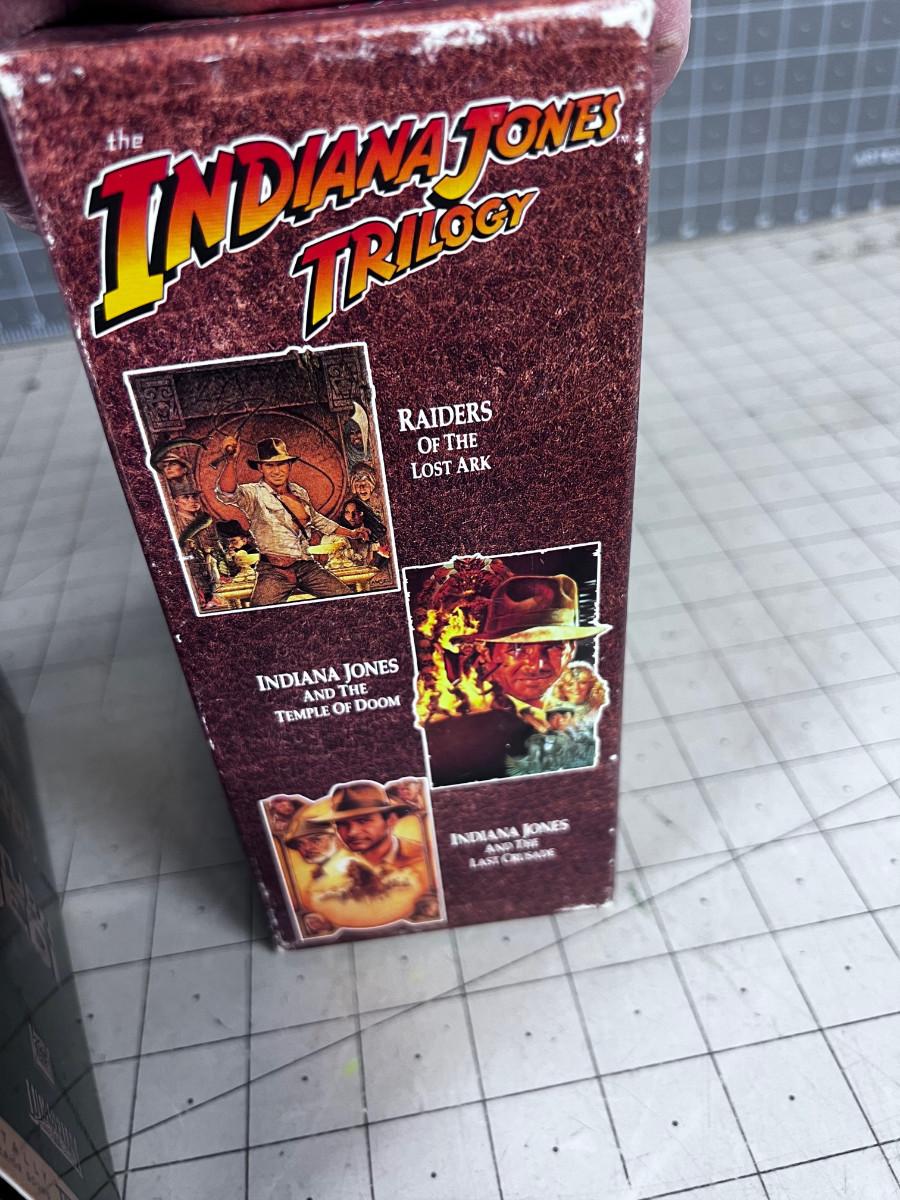 the
INDIANA JONES™
TRILOGY
RAIDERS
OF THE
LOST ARK
INDIANA JONES
AND THE
TEMPLE OF DOOM
INDIANA JONES
AND THE
LAST CRUSADE